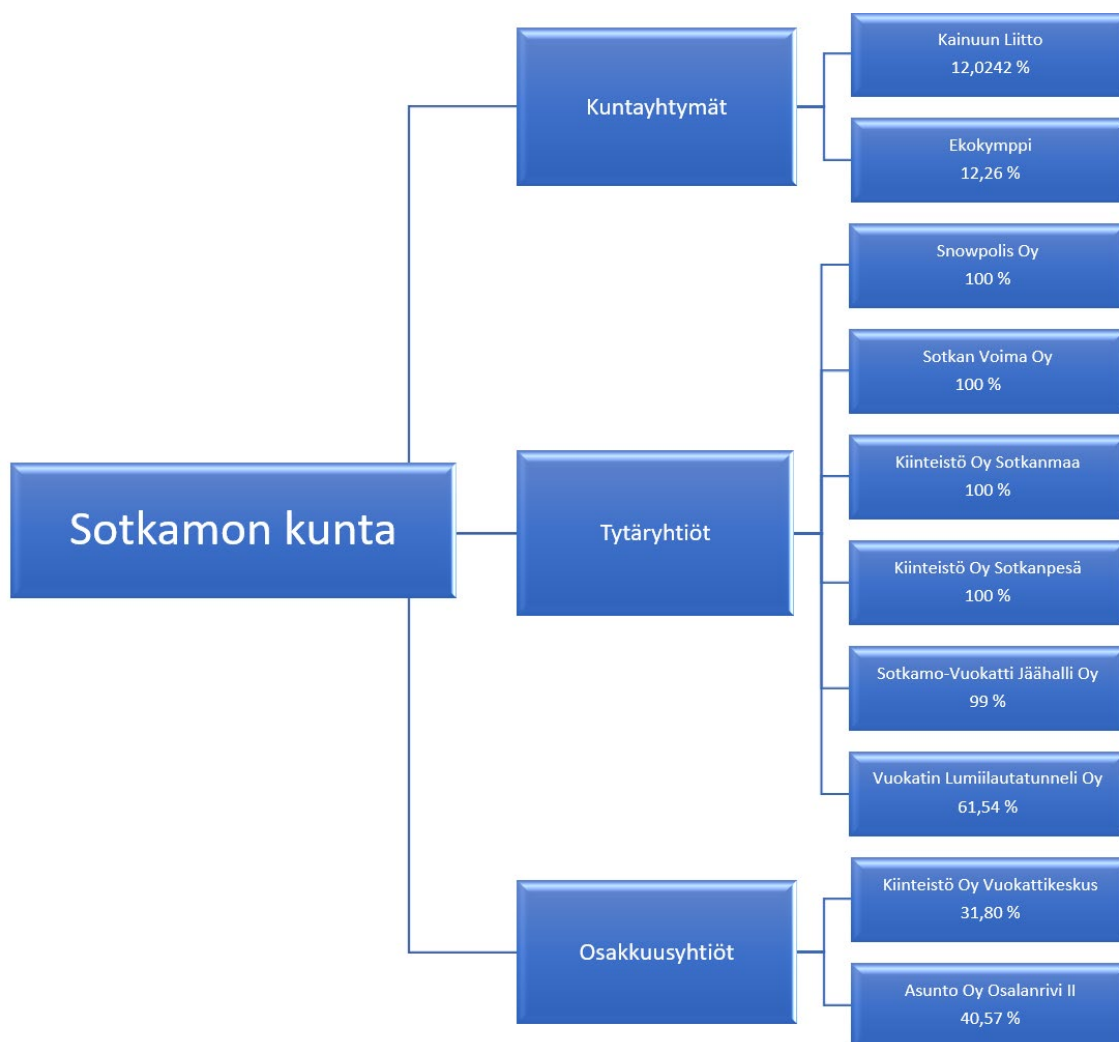 Sotkamon kunta
Kuntayhtymät
Kainuun Liitto
12,0242 %
Ekokymppi
12,26 %
Tytäryhtiöt
Snowpolis Oy
100 %
Sotkan Voima Oy
100 %
Kiinteistö Oy Sotkanmaa
100 %
Kiinteistö Oy Sotkanpesä
100 %
Sotkamo-Vuokatti Jäähalli Oy
99 %
Vuokatin Lumiilautatunneli Oy
61,54 %
Osakkuusyhtiöt
Kiinteistö Oy Vuokattikeskus
31,80 %
Asunto Oy Osalanrivi II
40,57 %